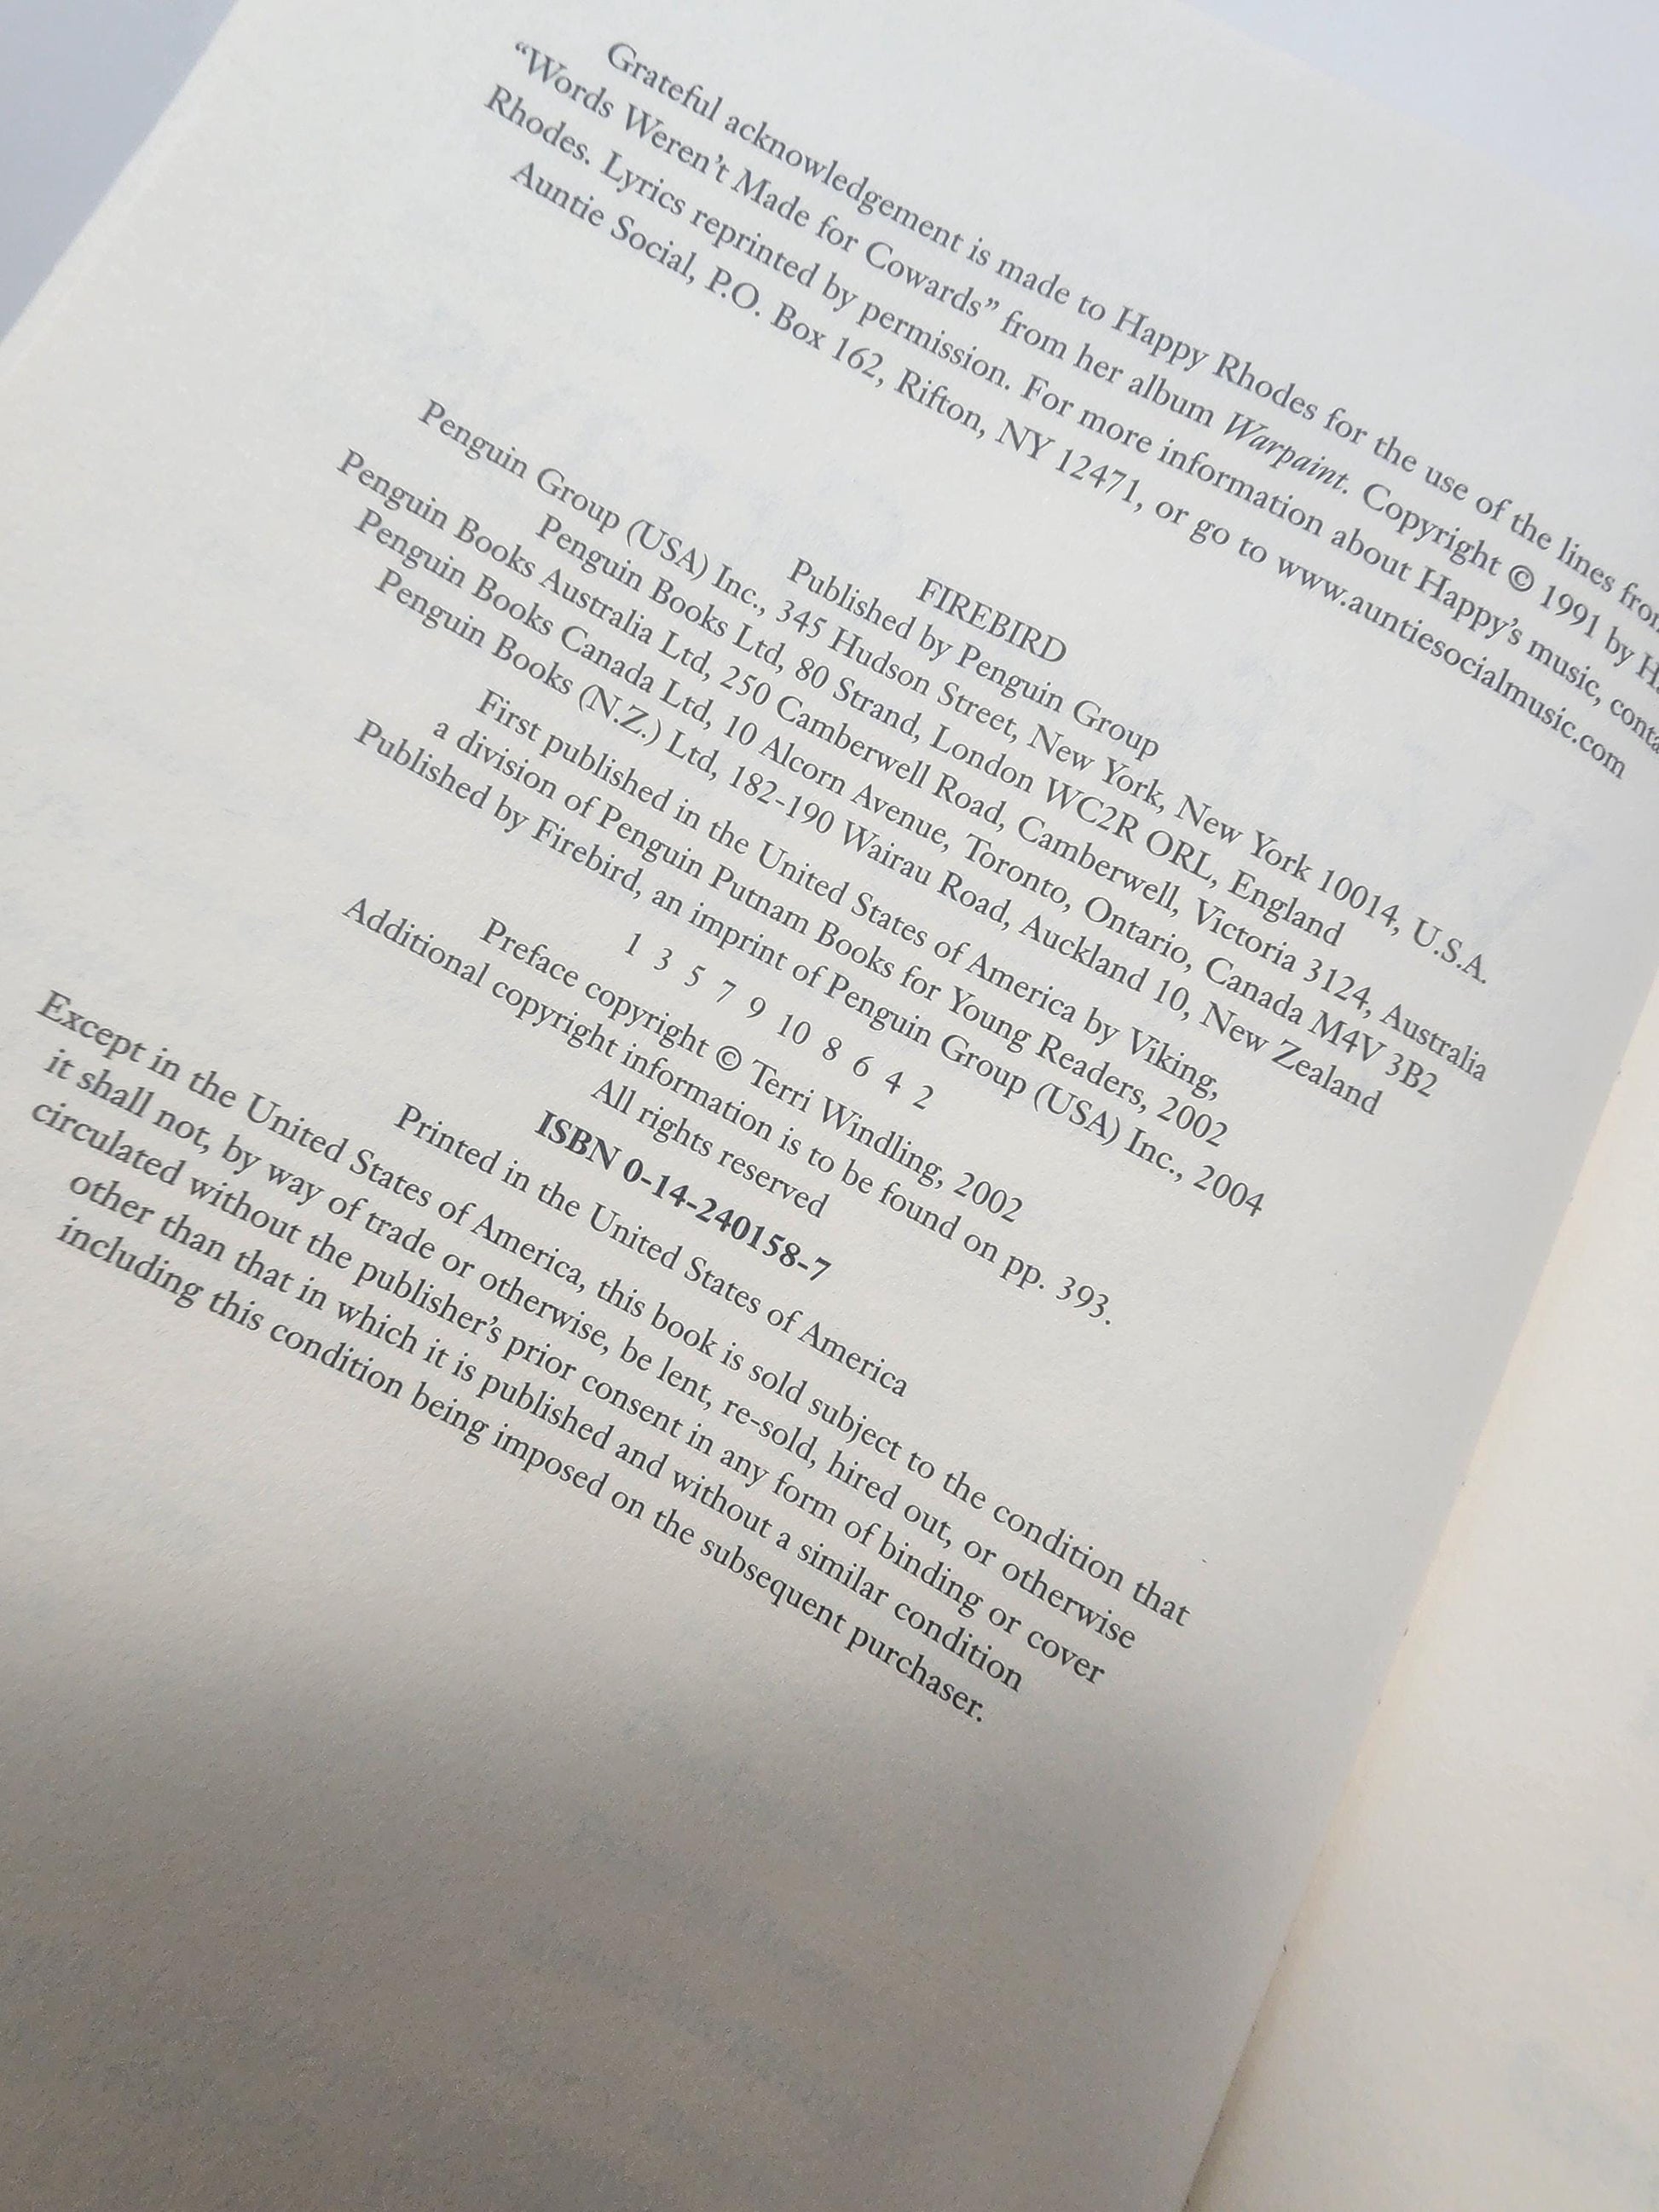 Grateful acknowledgement is made to Happy Rhodes for the use of the lines from
“Words Weren’t Made for Cowards” from her album Warpaint. Copyright © 1991 by
Rhodes. Lyrics reprinted by permission. For more information about Happy’s music,
Auntie Social, P.O. Box 162, Rifton, NY 12471, or go to www.auntiesocialmusic.com
FIREBIRD
Published by Penguin Group
Penguin Group (USA) Inc., 345 Hudson Street, New York, New York 10014, U.S.A.
Penguin Books Ltd, 80 Strand, London WC2R ORL, England
Penguin Books Australia Ltd, 250 Camberwell Road, Camberwell, Victoria 3124, Australia
Penguin Books Canada Ltd, 10 Alcorn Avenue, Toronto, Ontario, Canada M4V 3B2
Penguin Books (N.Z.) Ltd, 182-190 Wairau Road, Auckland 10, New Zealand
First published in the United States of America by Viking,
a division of Penguin Putnam Books for Young Readers, 2002
Published by Firebird, an imprint of Penguin Group (USA) Inc., 2004
1 3 5 7 9 10 8 6 4 2
Preface copyright © Terri Windling, 2002
Additional copyright information is to be found on pp. 393.
All rights reserved
ISBN 0-14-240158-7
Printed in the United States of America
Except in the United States of America, this book is sold subject to the condition that
it shall not, by way of trade or otherwise, be lent, re-sold, hired out, or otherwise
circulated without the publisher’s prior consent in any form of binding or cover
other than that in which it is published and without a similar condition
including this condition being imposed on the subsequent purchaser.